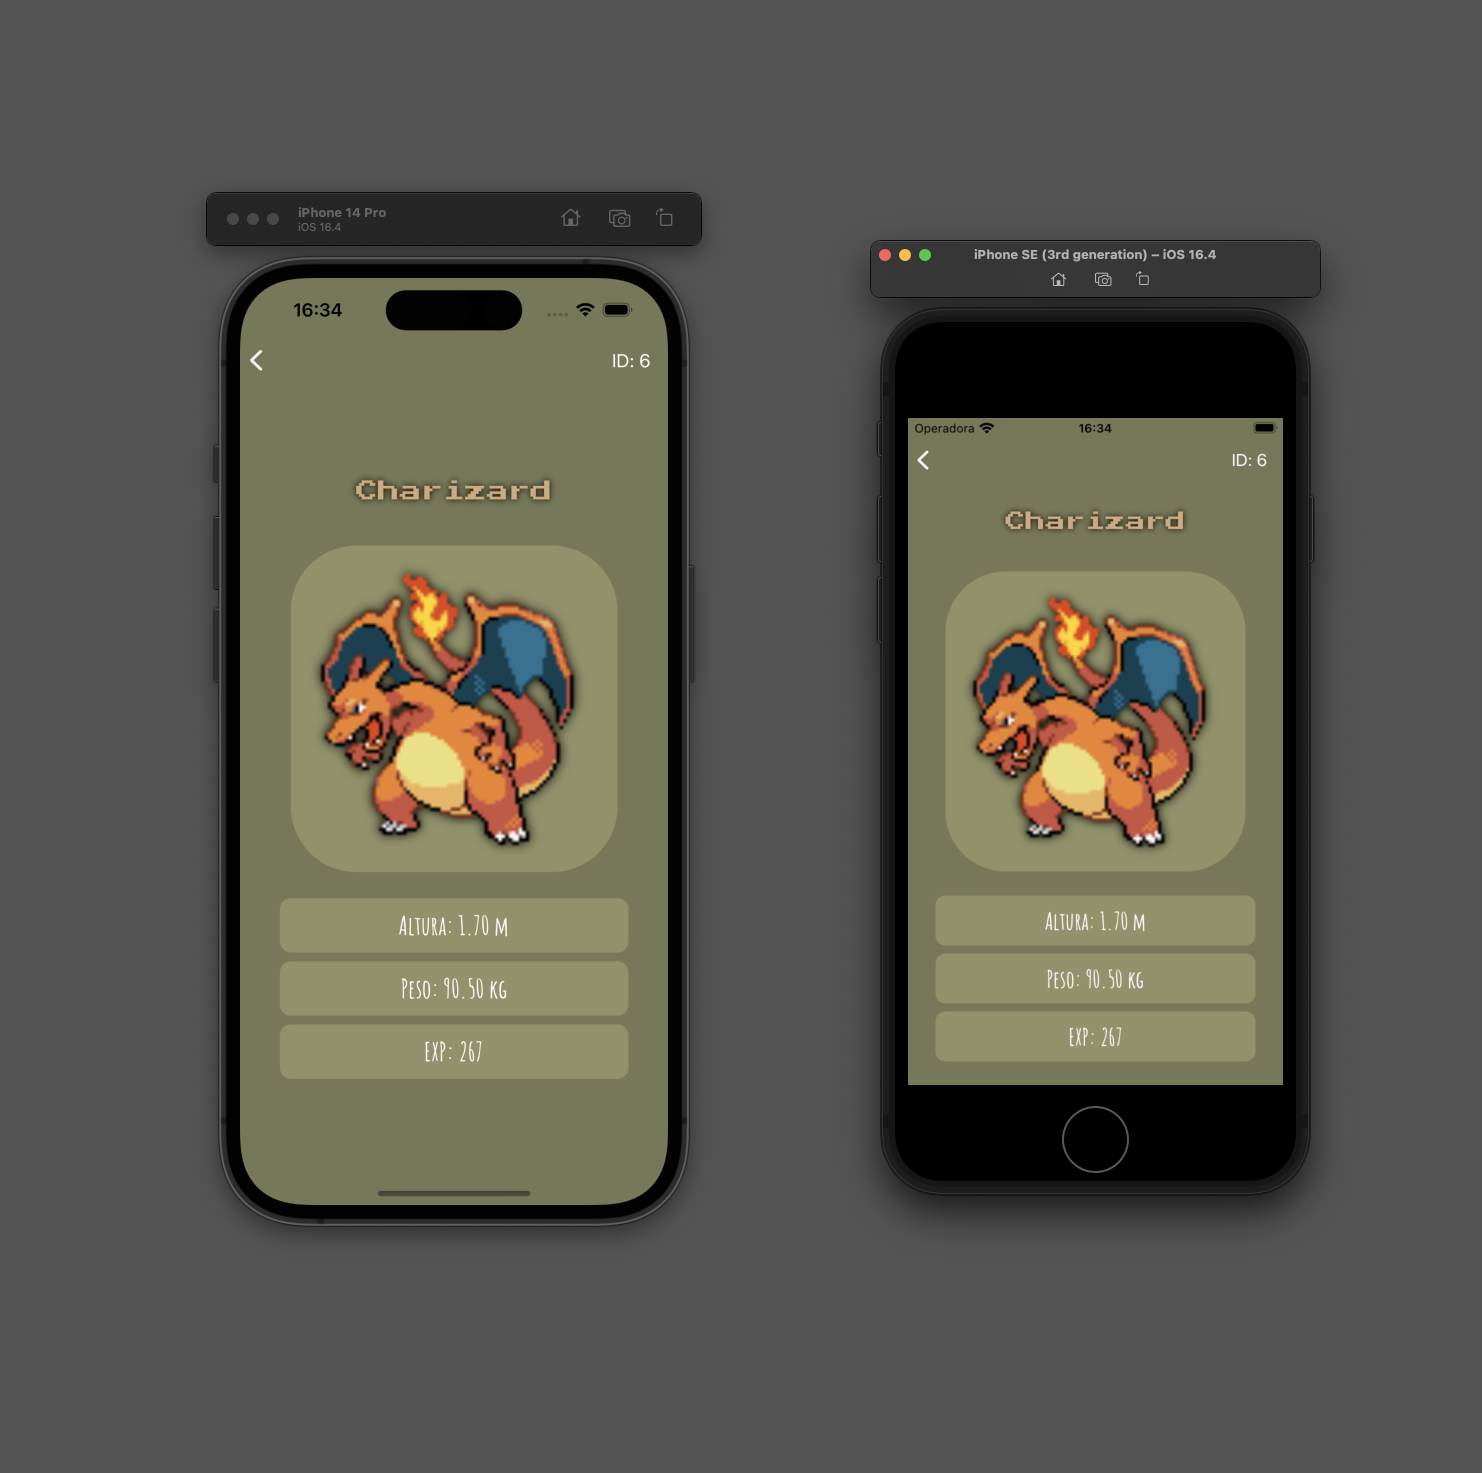 iPhone 14 Pro
iOS 16.4
16:34
ID: 6
Charizard
Altura: 1.70 m
Peso: 90.50 kg
EXP: 267
iPhone SE (3rd generation) – iOS 16.4
Operadora 16:34
ID: 6
Charizard
Altura: 1.70 m
Peso: 90.50 kg
EXP: 267